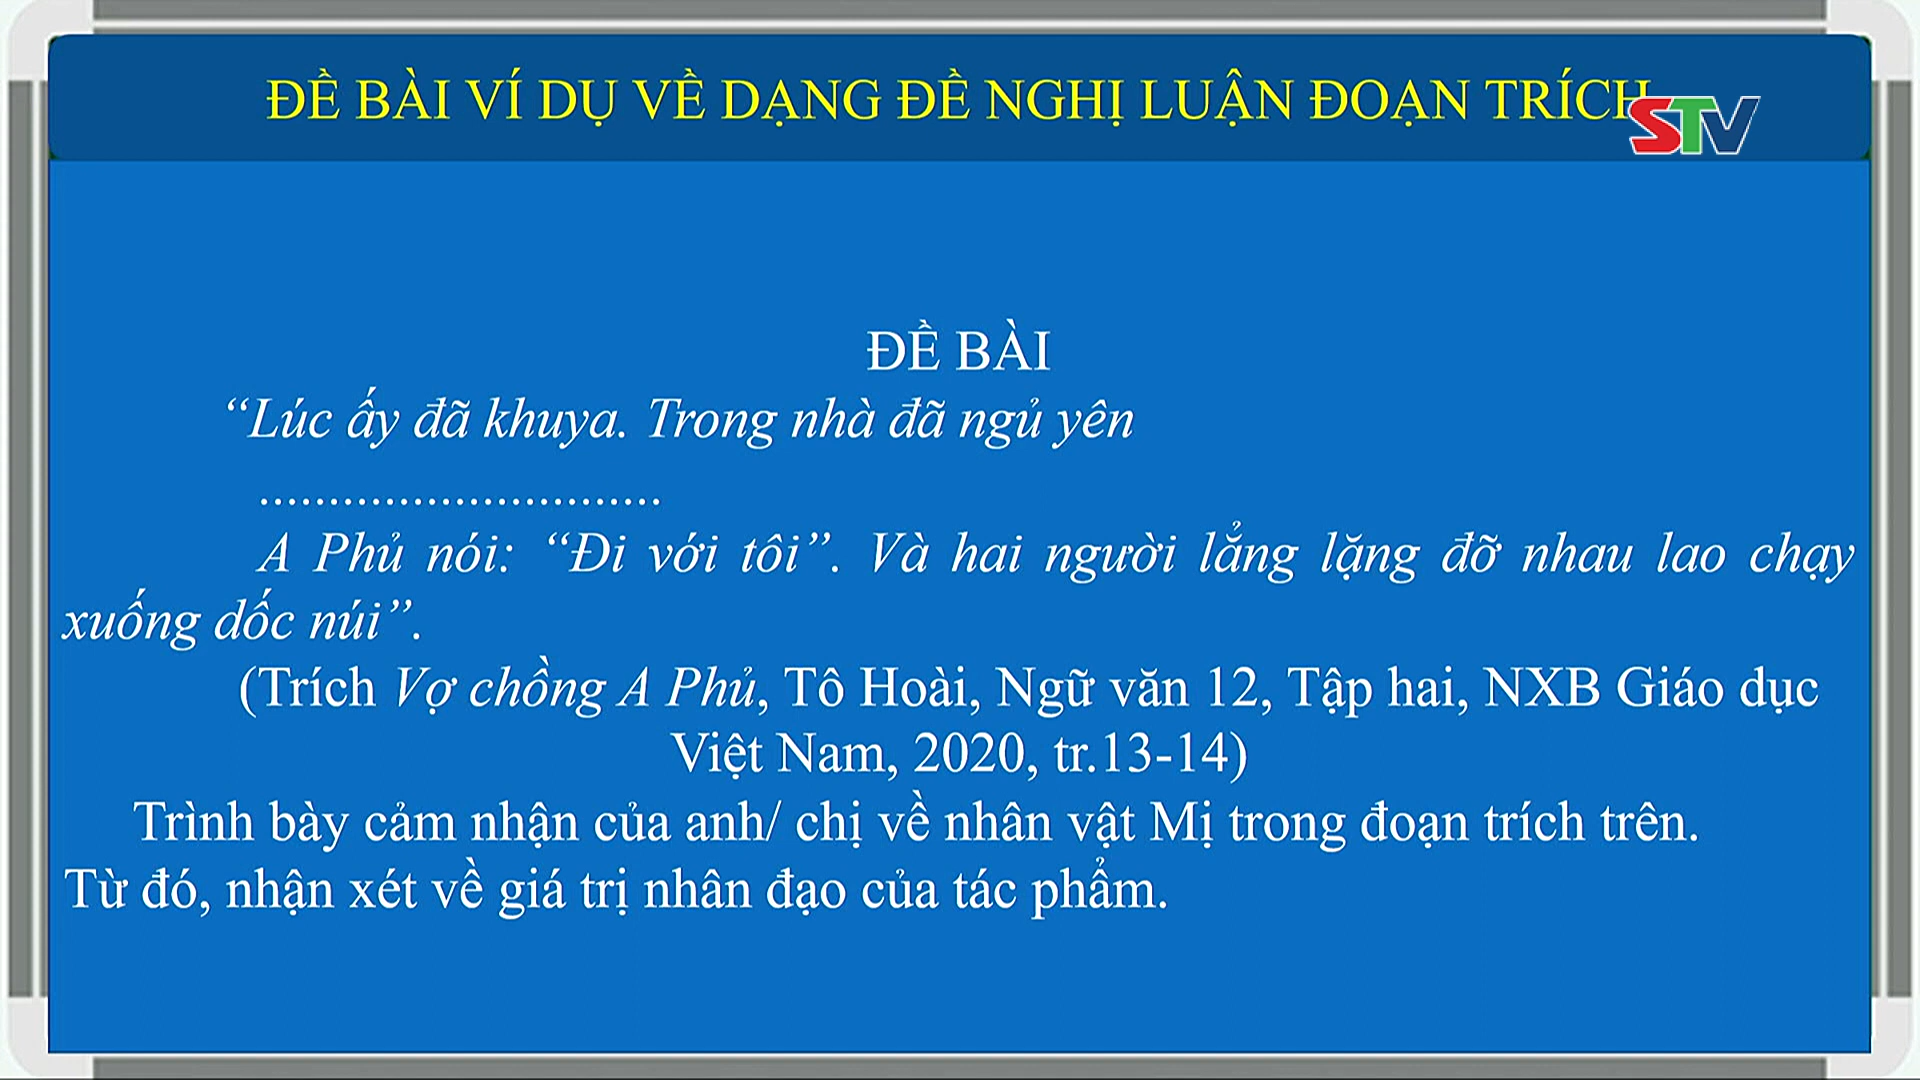 ĐỀ BÀI VÍ DỤ VỀ DẠNG ĐỀ NGHỊ LUẬN ĐOẠN TRÍCH
STV
ĐỀ BÀI
“Lúc ấy đã khuya. Trong nhà đã ngủ yên
.............................
A Phủ nói: “Đi với tôi”. Và hai người lẳng lặng đỡ nhau lao chạy
xuống dốc núi”.
(Trích Vợ chồng A Phủ, Tô Hoài, Ngữ văn 12, Tập hai, NXB Giáo dục
Việt Nam, 2020, tr.13-14)
Trình bày cảm nhận của anh/ chị về nhân vật Mị trong đoạn trích trên.
Từ đó, nhận xét về giá trị nhân đạo của tác phẩm.